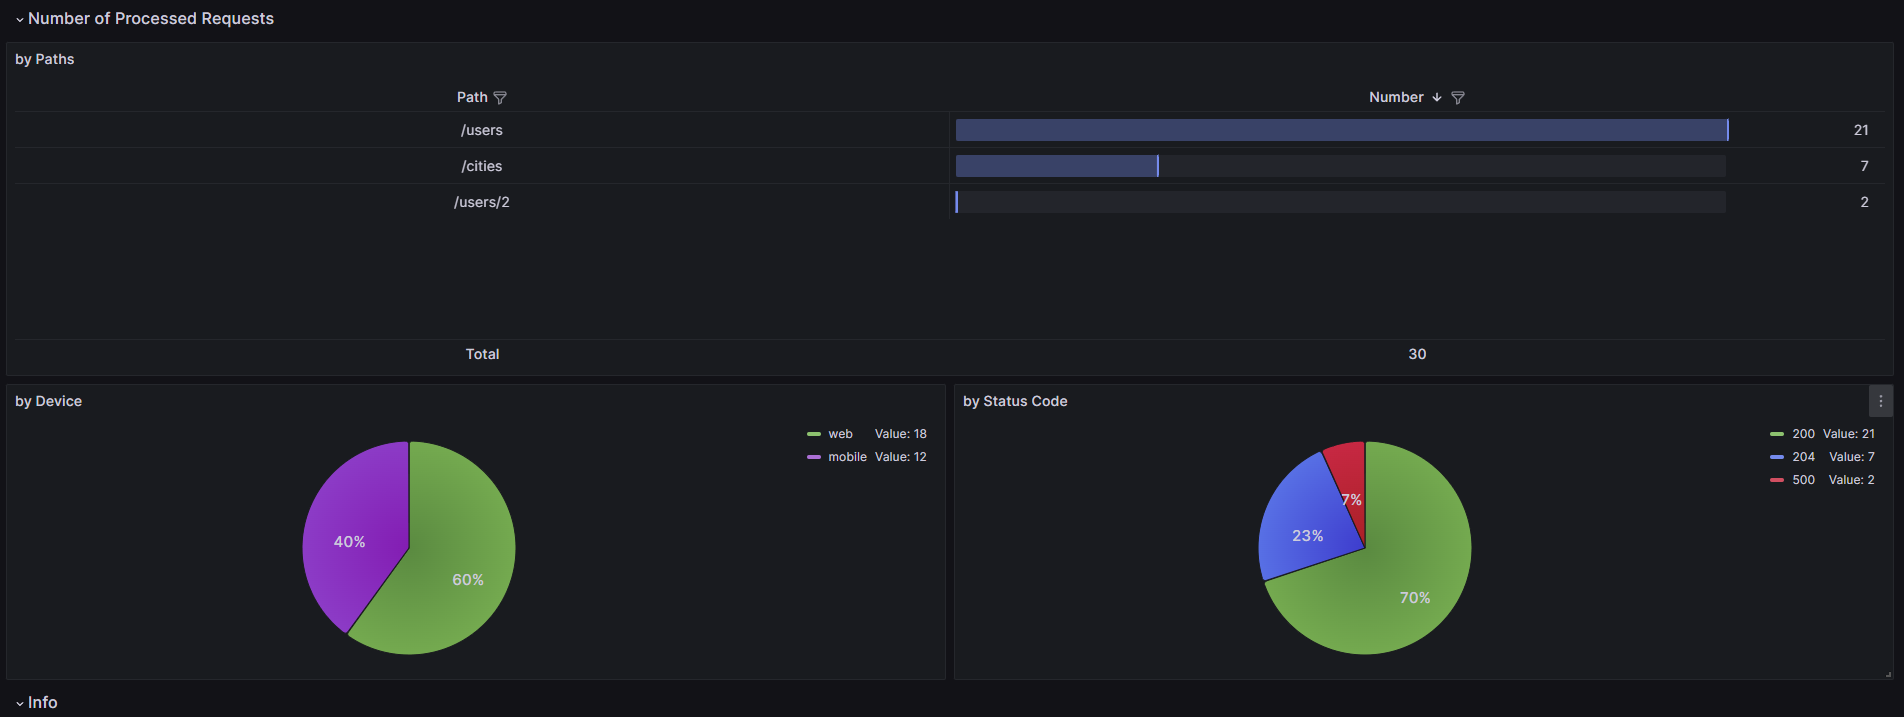 Number of Processed Requests
by Paths
Path Number
/users 21
/cities 7
/users/2 2
Total 30
by Device
web Value: 18
mobile Value: 12
40%
60%
by Status Code
200 Value: 21
204 Value: 7
500 Value: 2
7%
23%
70%
Info